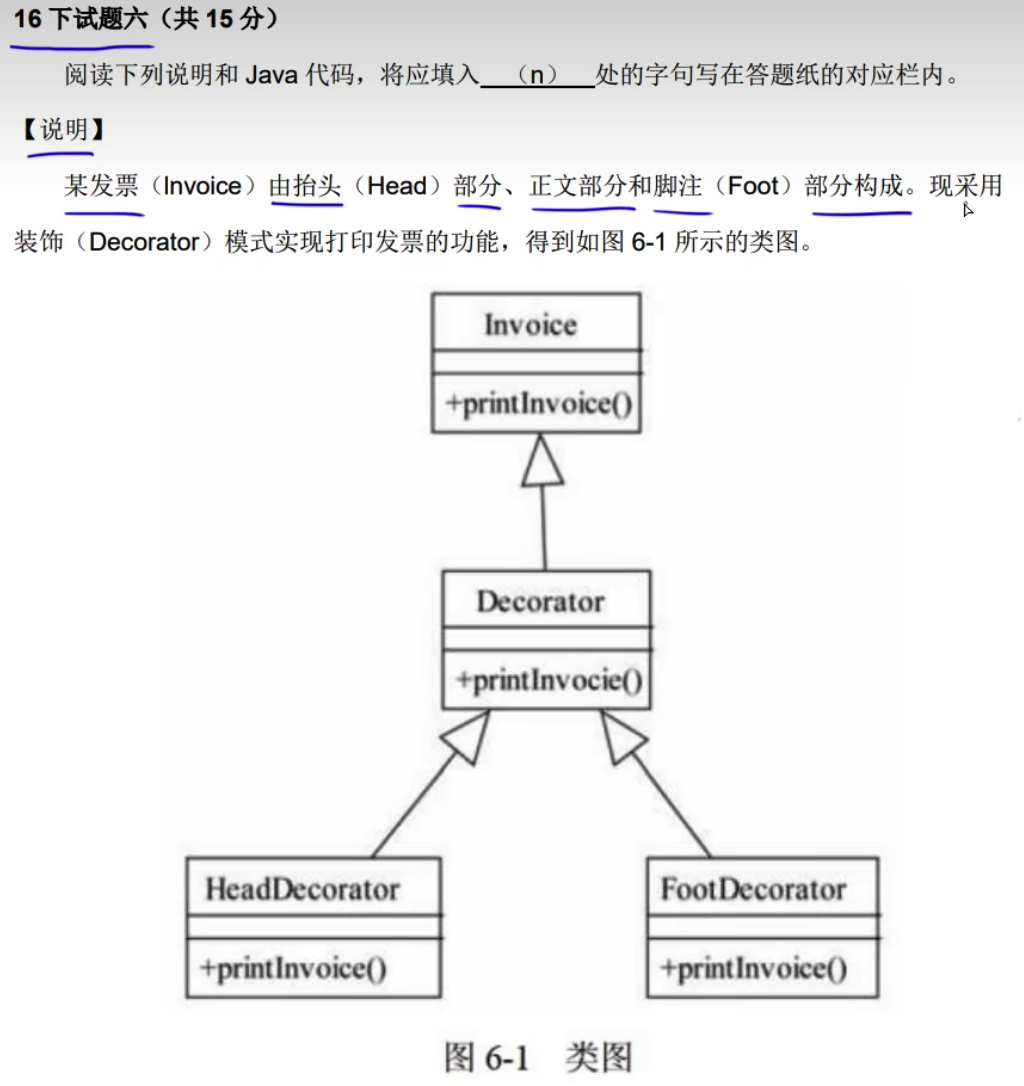 16 下试题六（共 15 分）
阅读下列说明和 Java 代码，将应填入 （n） 处的字句写在答题纸的对应栏内。
【说明】
某发票（Invoice）由抬头（Head）部分、正文部分和脚注（Foot）部分构成。现采用
装饰（Decorator）模式实现打印发票的功能，得到如图 6-1 所示的类图。
Invoice
+printInvoice()
Decorator
+printInvocie()
HeadDecorator
FootDecorator
+printInvoice()
+printInvoice()
图 6-1 类图